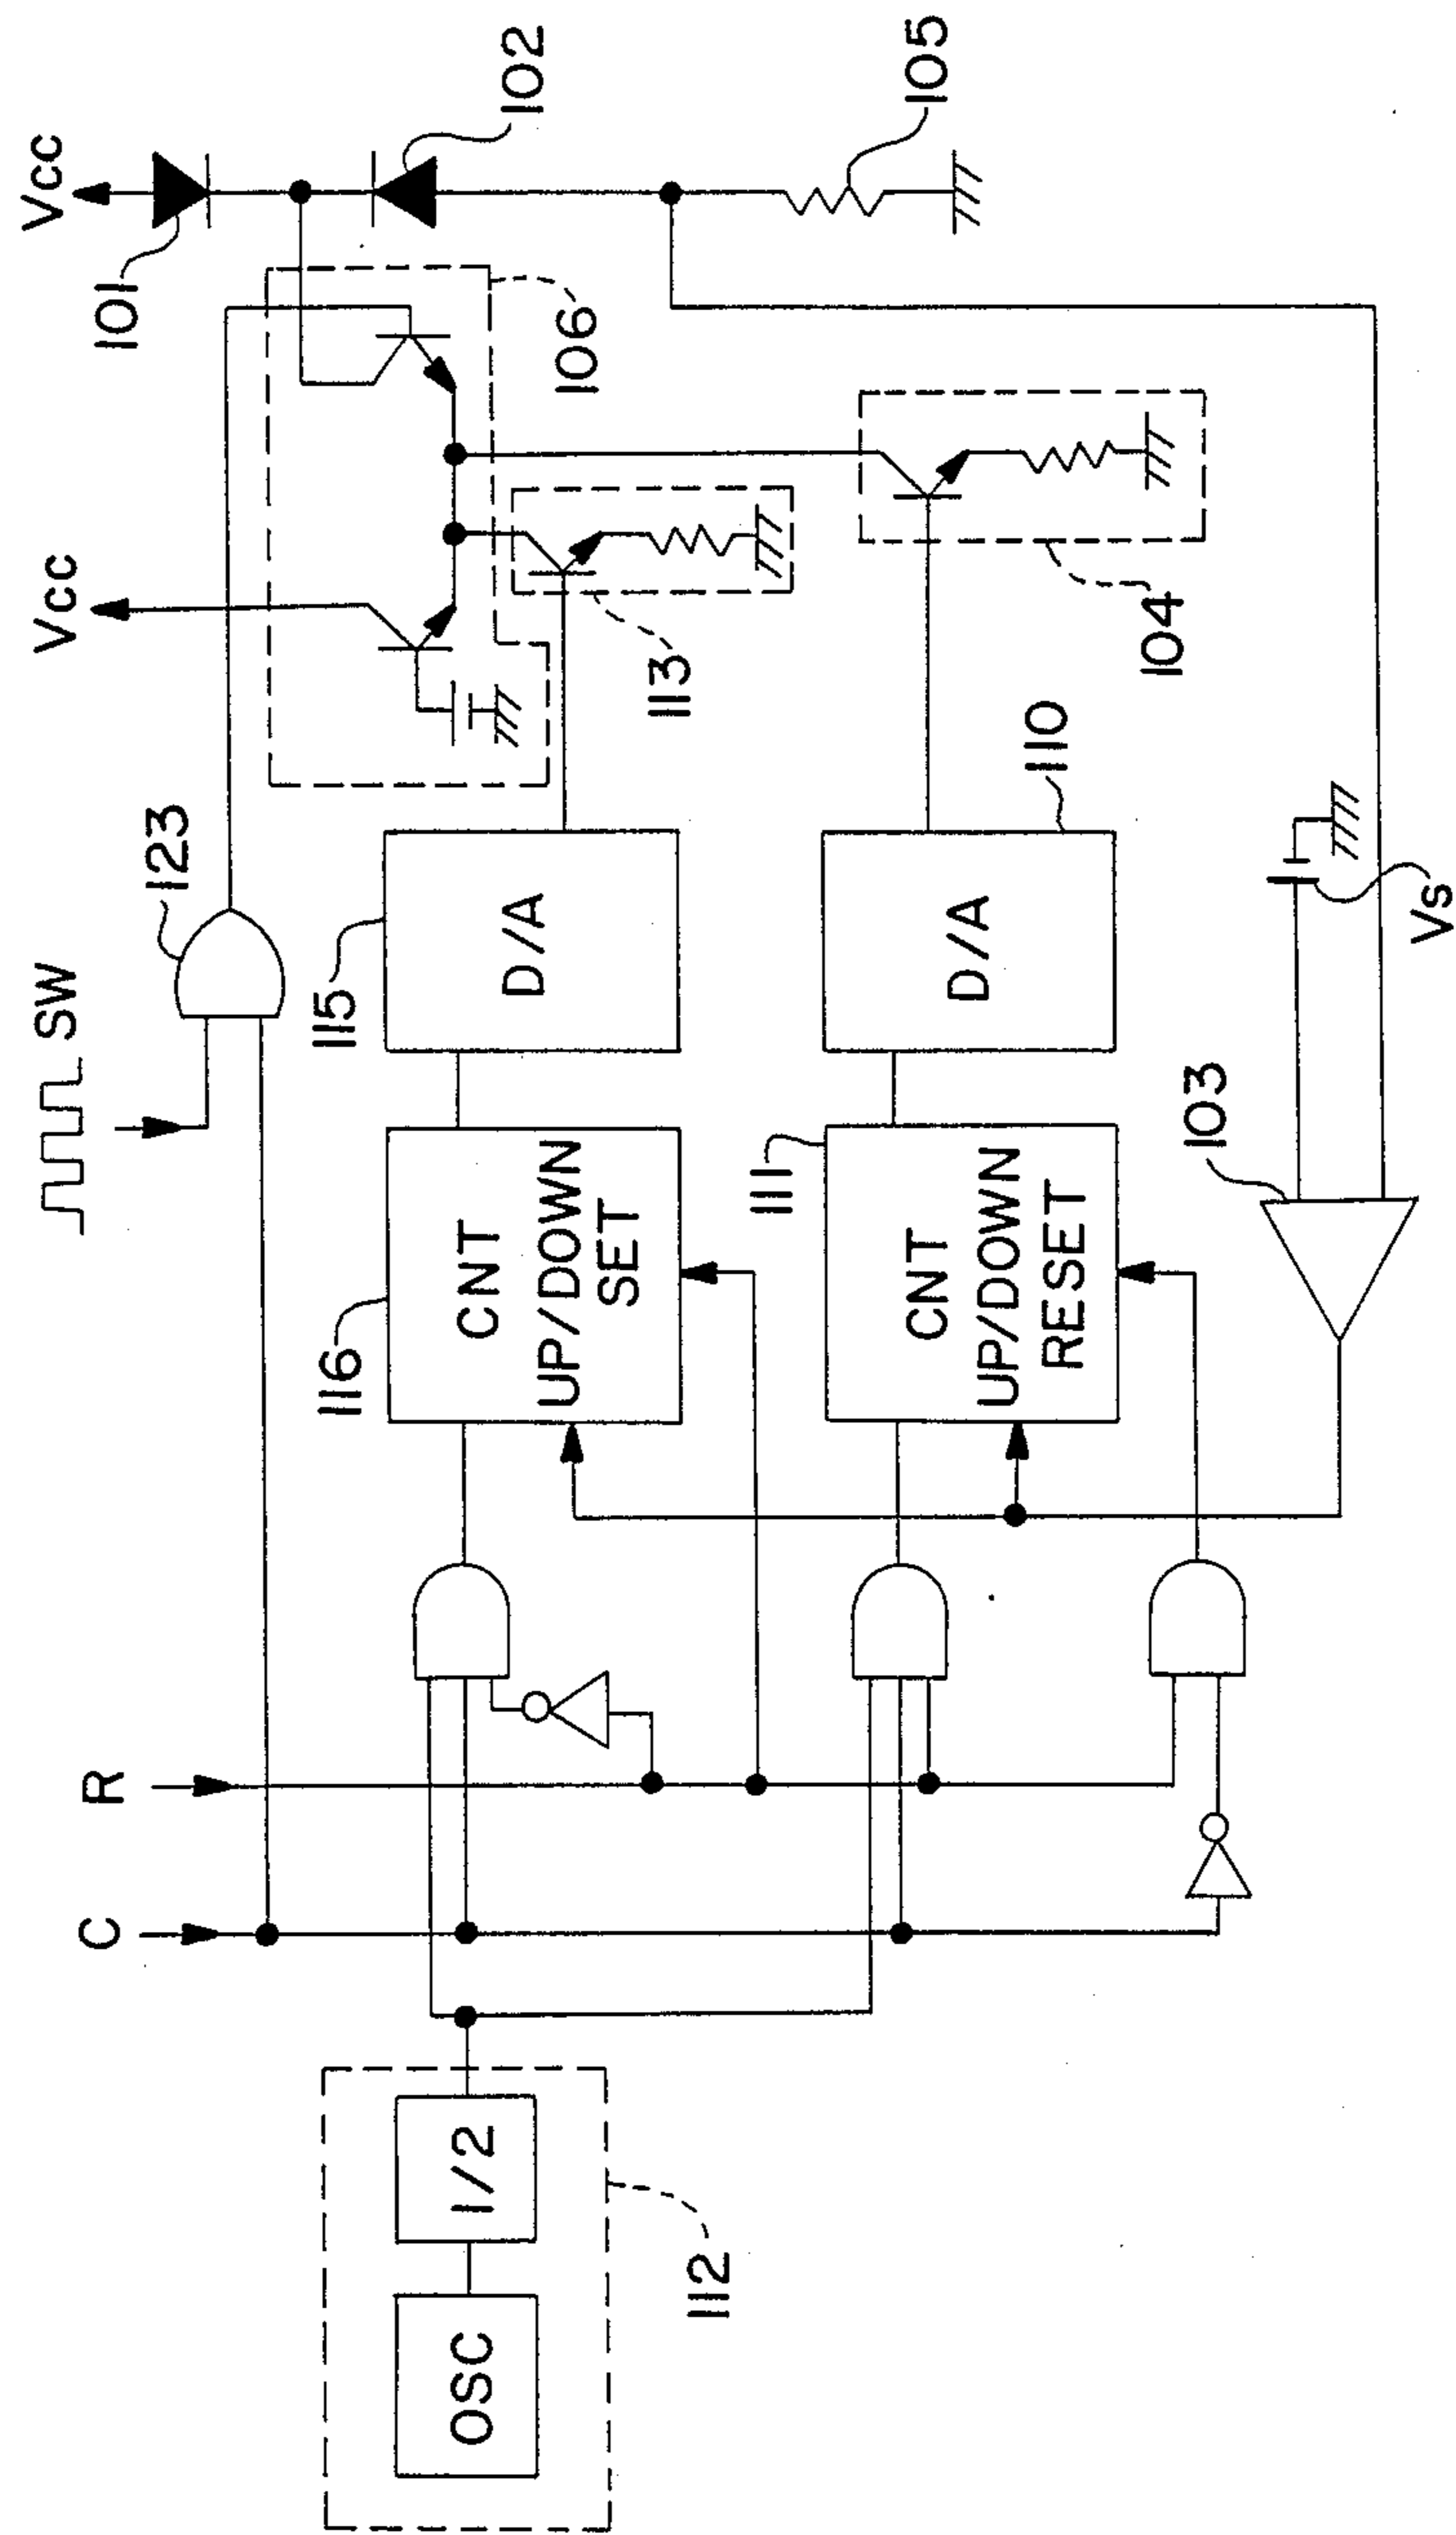 SW
123
Vcc
Vcc
101
102
106
105
C
R
116
CNT
UP/DOWN
SET
115
D/A
113
OSC
1/2
112
111
CNT
UP/DOWN
RESET
D/A
110
104
103
Vs